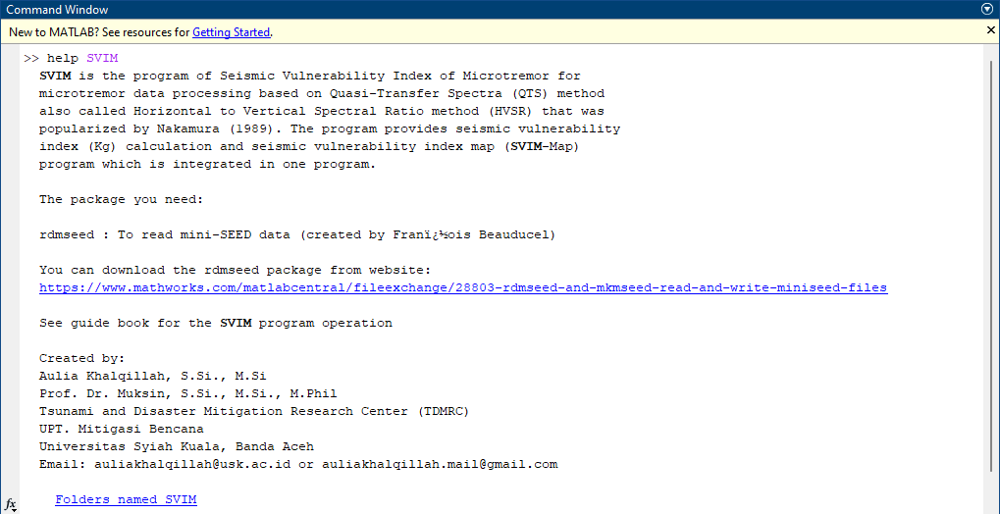 Command Window
New to MATLAB? See resources for Getting Started.
>> help SVIM
SVIM is the program of Seismic Vulnerability Index of Microtremor for
microtremor data processing based on Quasi-Transfer Spectra (QTS) method
also called Horizontal to Vertical Spectral Ratio method (HVSR) that was
popularized by Nakamura (1989). The program provides seismic vulnerability
index (Kg) calculation and seismic vulnerability index map (SVIM-Map)
program which is integrated in one program.
The package you need:
rdmseed : To read mini-SEED data (created by Franï¿½ois Beauducel)
You can download the rdmseed package from website:
https://www.mathworks.com/matlabcentral/fileexchange/28803-rdmseed-and-mkmseed-read-and-write-miniseed-files
See guide book for the SVIM program operation
Created by:
Aulia Khalqillah, S.Si., M.Si
Prof. Dr. Muksin, S.Si., M.Si., M.Phil
Tsunami and Disaster Mitigation Research Center (TDMRC)
UPT. Mitigasi Bencana
Universitas Syiah Kuala, Banda Aceh
Email: auliakhalqillah@usk.ac.id or auliakhalqillah.mail@gmail.com
Folders named SVIM
fx